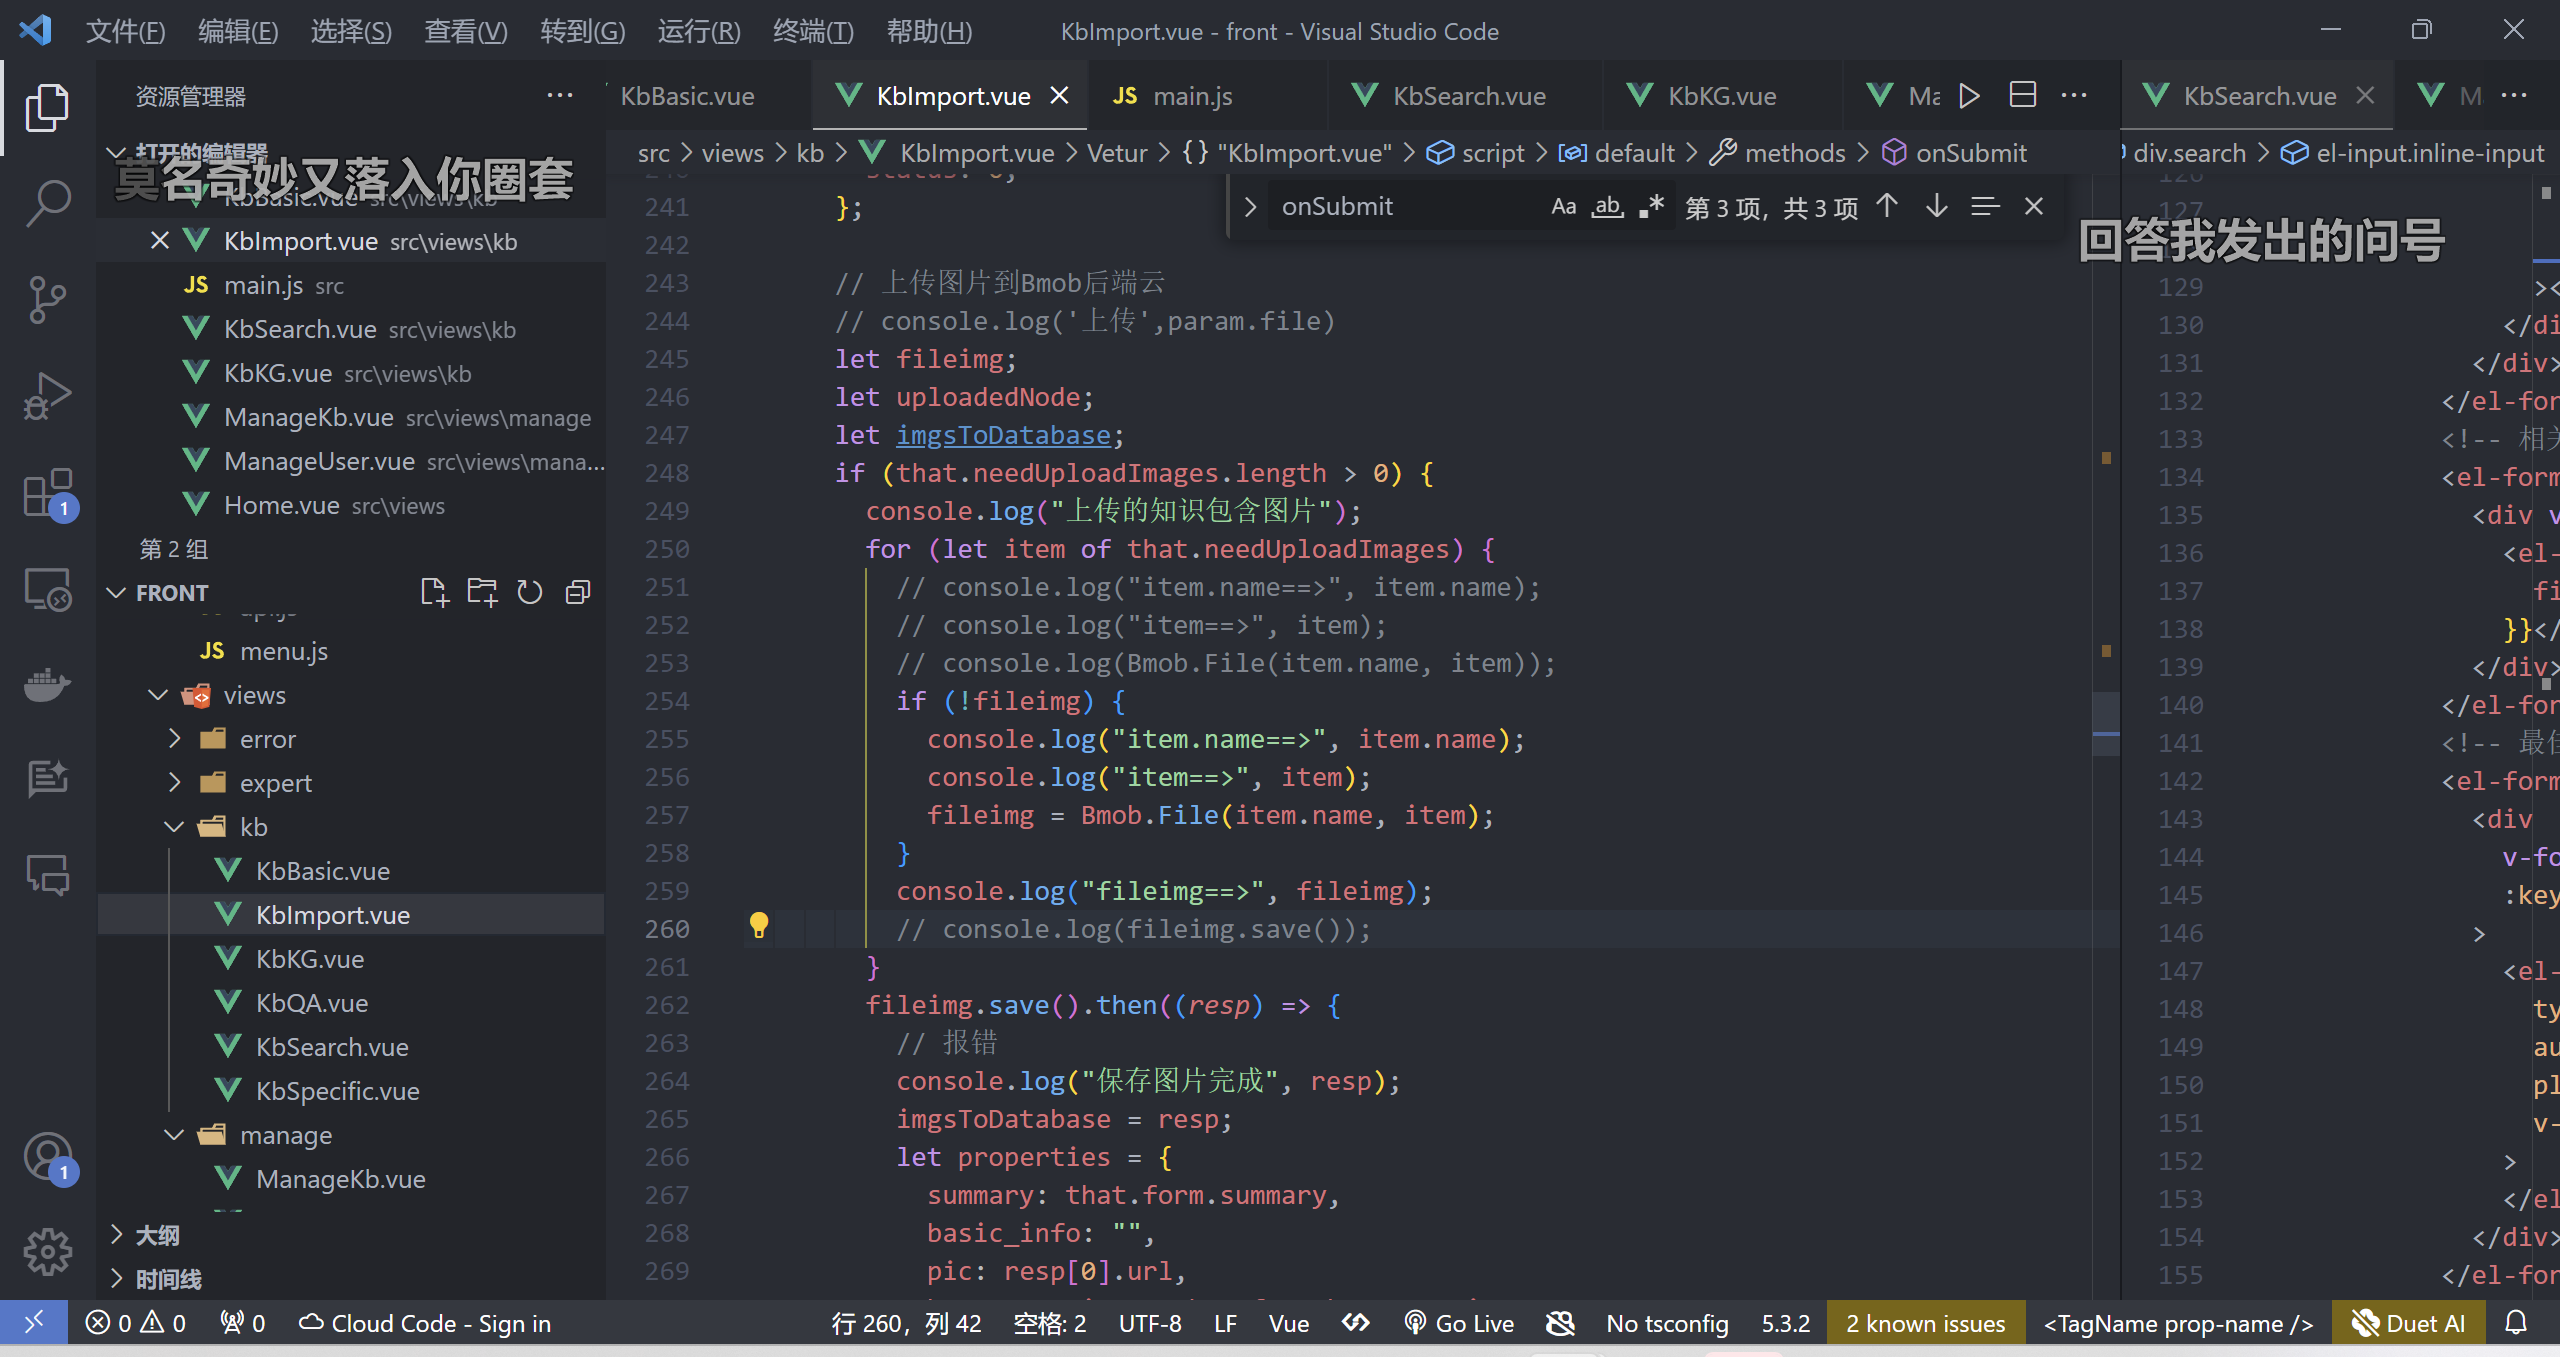 文件(F) 编辑(E) 选择(S) 查看(V) 转到(G) 运行(R) 终端(T) 帮助(H) KbImport.vue - front - Visual Studio Code
资源管理器
打开的编辑器
莫名奇妙又落入你圈套
KbBasic.vue src\views\kb
KbImport.vue src\views\kb
JS main.js src
KbSearch.vue src\views\kb
KbKG.vue src\views\kb
ManageKb.vue src\views\manage
ManageUser.vue src\views\mana...
Home.vue src\views
第 2 组
FRONT
JS menu.js
views
error
expert
kb
KbBasic.vue
KbImport.vue
KbKG.vue
KbQA.vue
KbSearch.vue
KbSpecific.vue
manage
ManageKb.vue
大纲
时间线
1
1
KbBasic.vue KbImport.vue JS main.js KbSearch.vue KbKG.vue
src > views > kb > KbImport.vue > Vetur > {} "KbImport.vue" > script > default > methods > onSubmit
onSubmit Aa ab .* 第 3 项，共 3 项
241 };
242
243 // 上传图片到Bmob后端云
244 // console.log('上传',param.file)
245 let fileimg;
246 let uploadedNode;
247 let imgsToDatabase;
248 if (that.needUploadImages.length > 0) {
249 console.log("上传的知识包含图片");
250 for (let item of that.needUploadImages) {
251 // console.log("item.name==>", item.name);
252 // console.log("item==>", item);
253 // console.log(Bmob.File(item.name, item));
254 if (!fileimg) {
255 console.log("item.name==>", item.name);
256 console.log("item==>", item);
257 fileimg = Bmob.File(item.name, item);
258 }
259 console.log("fileimg==>", fileimg);
260 // console.log(fileimg.save());
261 }
262 fileimg.save().then((resp) => {
263 // 报错
264 console.log("保存图片完成", resp);
265 imgsToDatabase = resp;
266 let properties = {
267 summary: that.form.summary,
268 basic_info: "",
269 pic: resp[0].url,
KbSearch.vue
div.search > el-input.inline-input
127
回答我发出的问号
129 ><
130 </di
131 </div>
132 </el-for
133 <!-- 相关
134 <el-form
135 <div v
136 <el-
137 fi
138 }}</
139 </div>
140 </el-for
141 <!-- 最佳
142 <el-form
143 <div
144 v-fo
145 :key
146 >
147 <el-
148 ty
149 au
150 pl
151 v-
152 >
153 </el
154 </div>
155 </el-for
0 0 0 Cloud Code - Sign in 行 260，列 42 空格: 2 UTF-8 LF Vue Go Live No tsconfig 5.3.2 2 known issues <TagName prop-name /> Duet AI